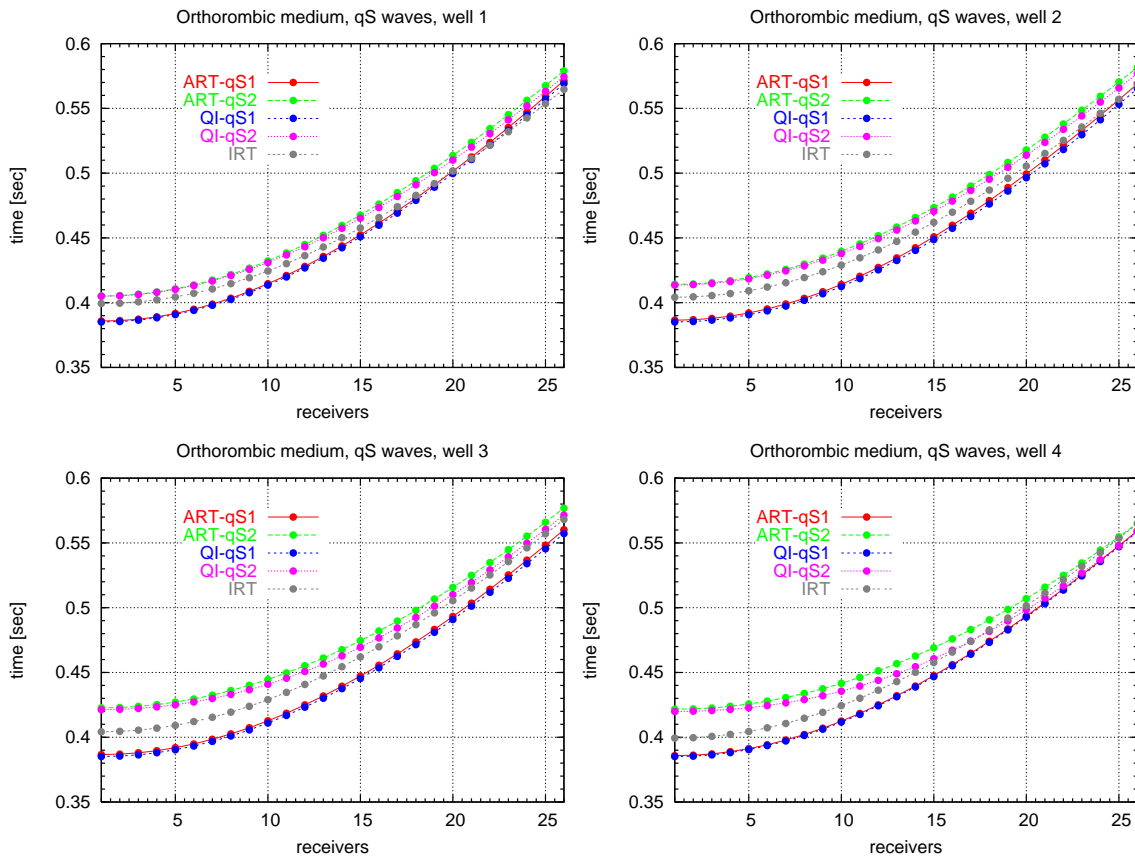 Orthorombic medium, qS waves, well 1
0.6
0.55
0.5
0.45
0.4
0.35
time [sec]
ART-qS1
ART-qS2
QI-qS1
QI-qS2
IRT
5 10 15 20 25
receivers
Orthorombic medium, qS waves, well 2
0.6
0.55
0.5
0.45
0.4
0.35
time [sec]
ART-qS1
ART-qS2
QI-qS1
QI-qS2
IRT
5 10 15 20 25
receivers
Orthorombic medium, qS waves, well 3
0.6
0.55
0.5
0.45
0.4
0.35
time [sec]
ART-qS1
ART-qS2
QI-qS1
QI-qS2
IRT
5 10 15 20 25
receivers
Orthorombic medium, qS waves, well 4
0.6
0.55
0.5
0.45
0.4
0.35
time [sec]
ART-qS1
ART-qS2
QI-qS1
QI-qS2
IRT
5 10 15 20 25
receivers